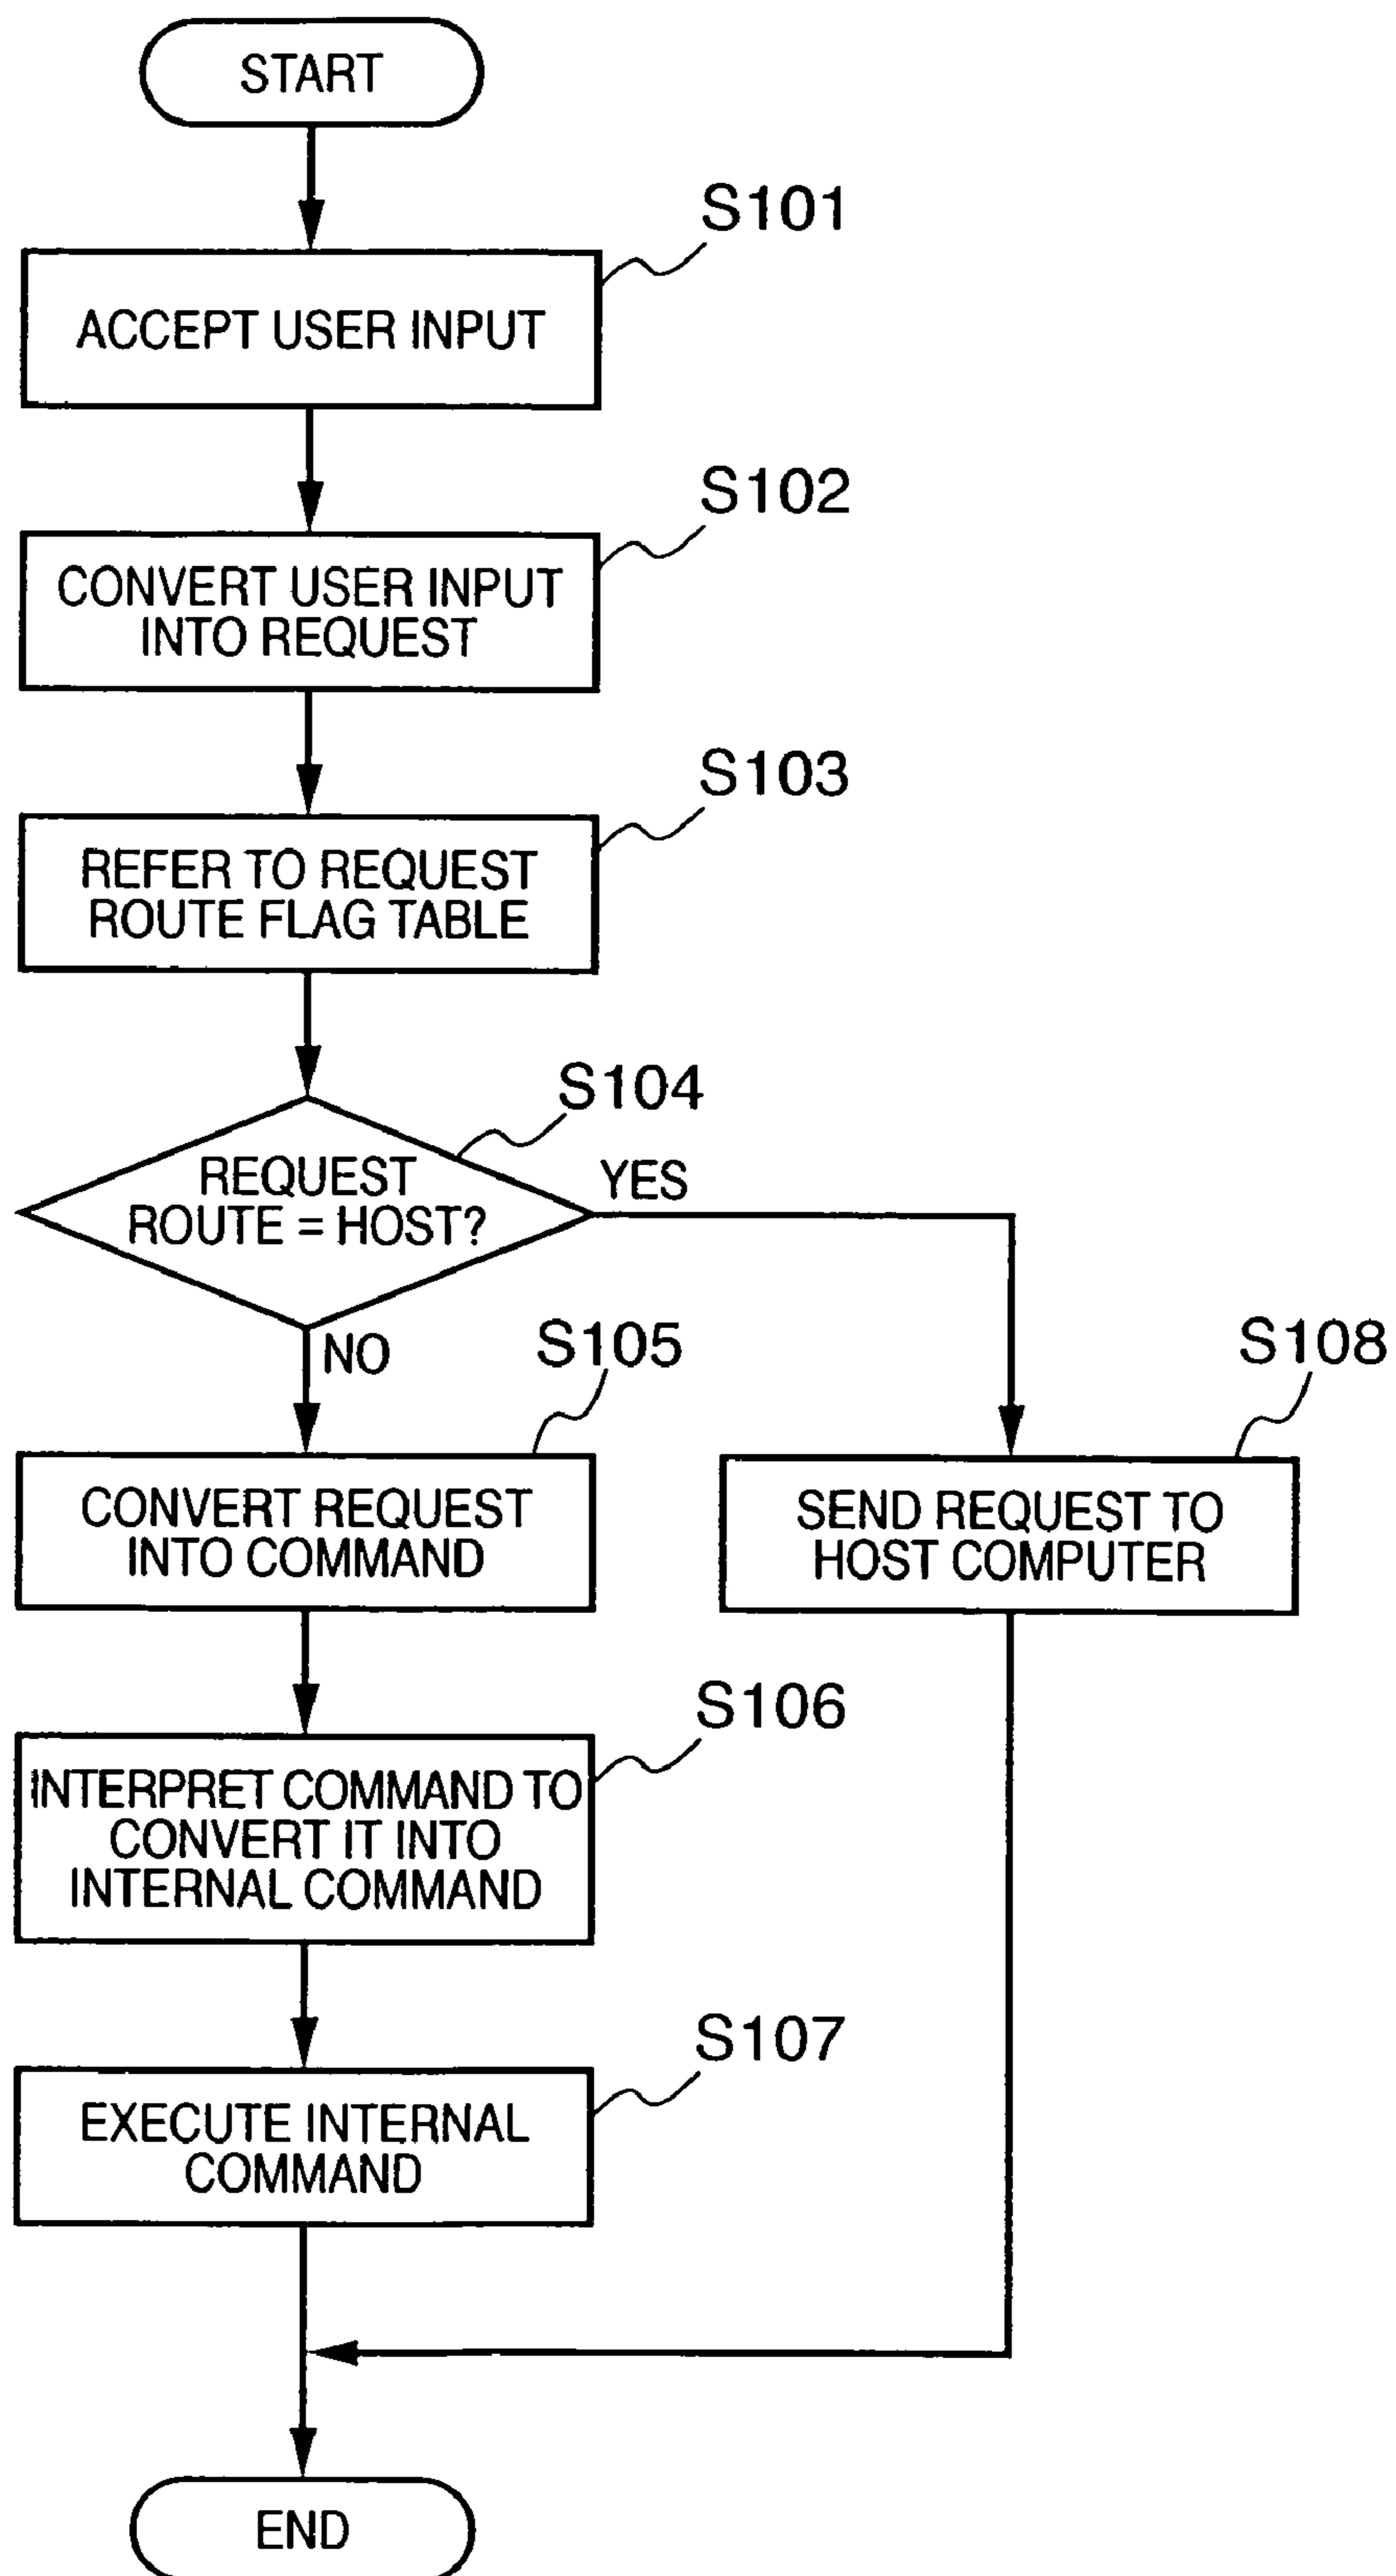 START
S101
ACCEPT USER INPUT
S102
CONVERT USER INPUT
INTO REQUEST
S103
REFER TO REQUEST
ROUTE FLAG TABLE
S104
REQUEST
ROUTE = HOST?
YES
NO
S105
CONVERT REQUEST
INTO COMMAND
S108
SEND REQUEST TO
HOST COMPUTER
S106
INTERPRET COMMAND TO
CONVERT IT INTO
INTERNAL COMMAND
S107
EXECUTE INTERNAL
COMMAND
END